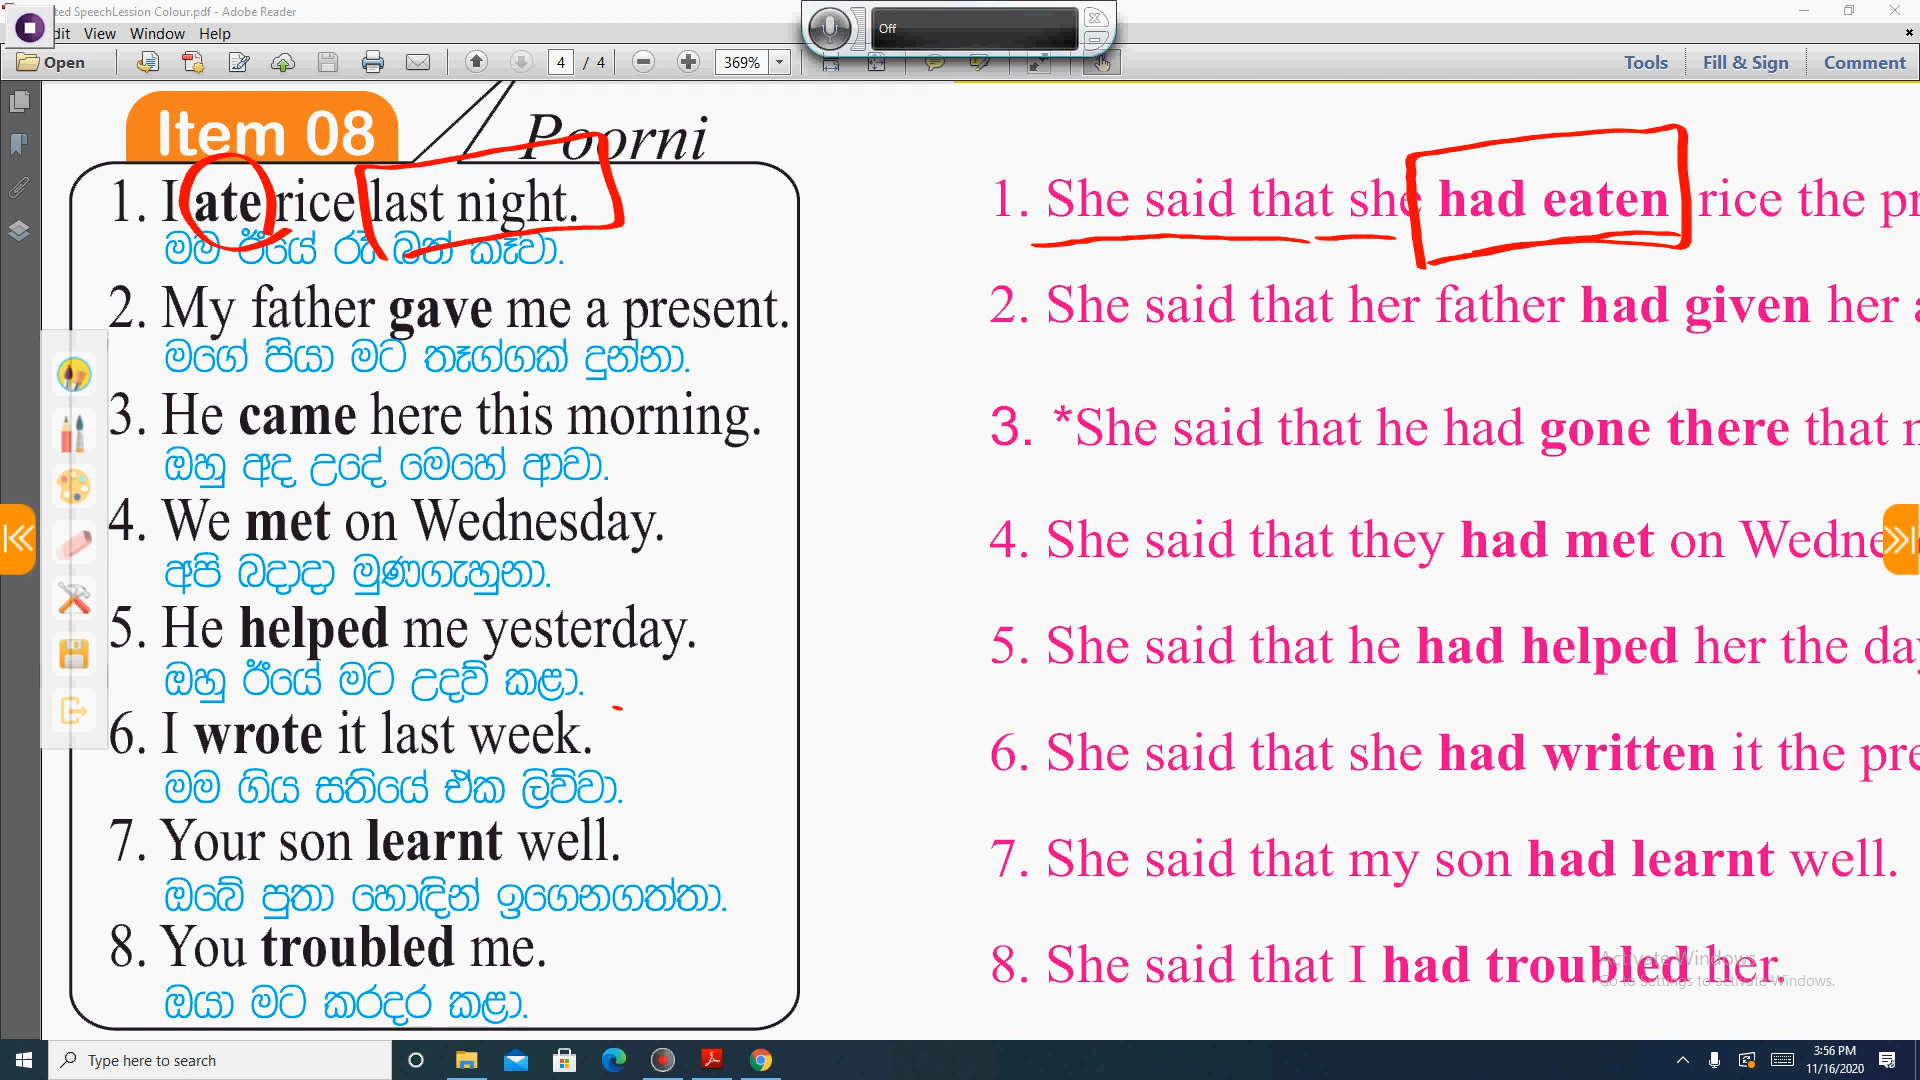 ted SpeechLession Colour.pdf - Adobe Reader
dit View Window Help
Off
Open 4 / 4 369% Tools Fill & Sign Comment
Item 08
Poorni
1. I ate rice last night.
මම ඊයේ රෑ බත් කෑවා.
2. My father gave me a present.
මගේ පියා මට තෑග්ගක් දුන්නා.
3. He came here this morning.
ඔහු අද උදේ මෙහේ ආවා.
4. We met on Wednesday.
අපි බදාදා මුණගැහුනා.
5. He helped me yesterday.
ඔහු ඊයේ මට උදව් කළා.
6. I wrote it last week.
මම ගිය සතියේ ඒක ලිව්වා.
7. Your son learnt well.
ඔබේ පුතා හොඳින් ඉගෙනගත්තා.
8. You troubled me.
ඔයා මට කරදර කළා.
1. She said that she had eaten rice the pr
2. She said that her father had given her a
3. *She said that he had gone there that
4. She said that they had met on Wedne
5. She said that he had helped her the day
6. She said that she had written it the pre
7. She said that my son had learnt well.
8. She said that I had troubled her
Activate Windows
Go to Settings to activate Windows.
Type here to search
3:56 PM
11/16/2020